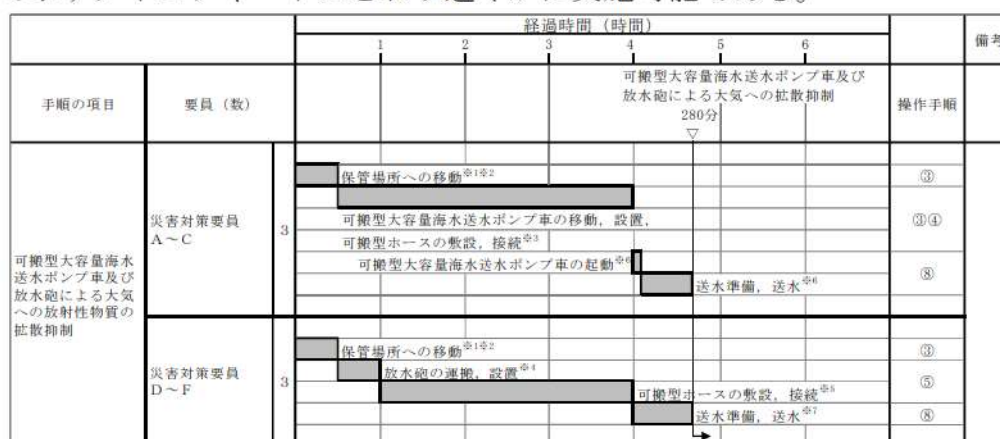 経過時間（時間）
備考
1 2 3 4 5 6
手順の項目
要員（数）
可搬型大容量海水送水ポンプ車及び
放水砲による大気への拡散抑制
280分
▽
操作手順
可搬型大容量海水
送水ポンプ車及び
放水砲による大気
への放射性物質の
拡散抑制
災害対策要員
A～C
3
保管場所への移動※1※2
③
可搬型大容量海水送水ポンプ車の移動，設置，
可搬型ホースの敷設，接続※3
③④
可搬型大容量海水送水ポンプ車の起動※6
送水準備，送水※6
⑧
災害対策要員
D～F
3
保管場所への移動※1※2
③
放水砲の運搬，設置※4
可搬型ホースの敷設，接続※5
⑤
送水準備，送水※7
⑧